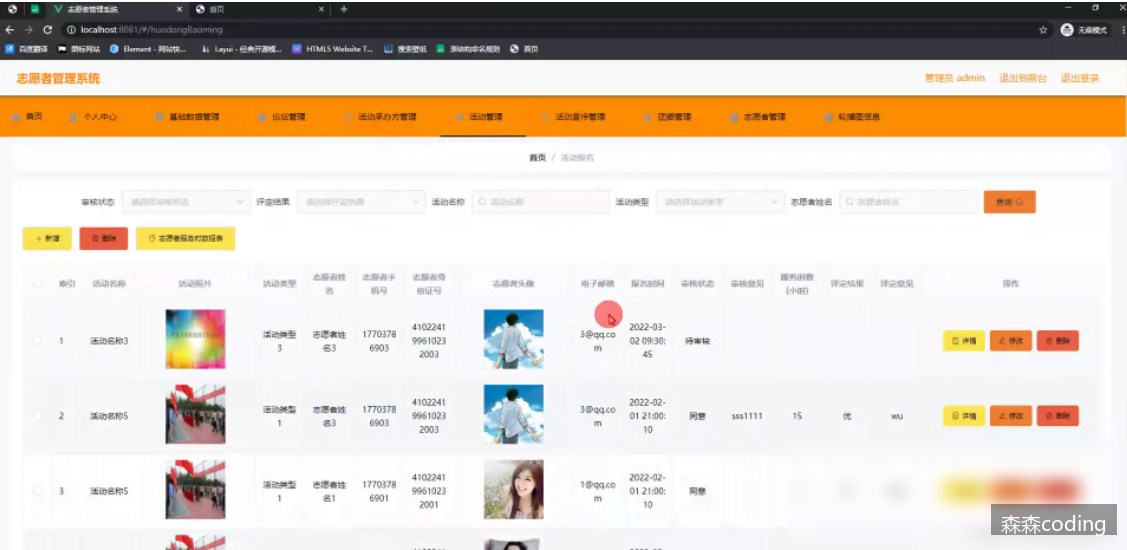 志愿者管理系统
首页
localhost:8081/#/huodongBaoming
无痕模式
百度翻译
图标网站
Element - 网站快...
Layui - 经典开源模...
HTML5 Website T...
搜索壁纸
首页
志愿者管理系统
管理员 admin
退出到前台
退出登录
首页
个人中心
基础数据管理
论坛管理
活动承办方管理
活动管理
活动宣传管理
团委管理
志愿者管理
轮播图信息
首页 / 活动报名
审核状态
请选择审核状态
评定结果
请选择评定结果
活动名称
活动名称
活动类型
请选择活动类型
志愿者姓名
志愿者姓名
查询
+ 新增
删除
志愿者服务时数报表
索引 活动名称 活动照片 活动类型 志愿者姓名 志愿者手机号 志愿者身份证号 志愿者头像 电子邮箱 报名时间 审核状态 审核意见 服务时数(小时) 评定结果 评定意见 操作
1 活动名称3 活动类型3 志愿者姓名3 17703786903 410224199610232003 3@qq.com 2022-03-02 09:30:45 待审核 详情 修改 删除
2 活动名称5 活动类型1 志愿者姓名3 17703786903 410224199610232003 3@qq.com 2022-02-01 21:00:10 同意 sss1111 15 优 wu 详情 修改 删除
3 活动名称5 活动类型1 志愿者姓名1 17703786901 410224199610232001 1@qq.com 2022-02-01 21:00:10 同意
森森coding